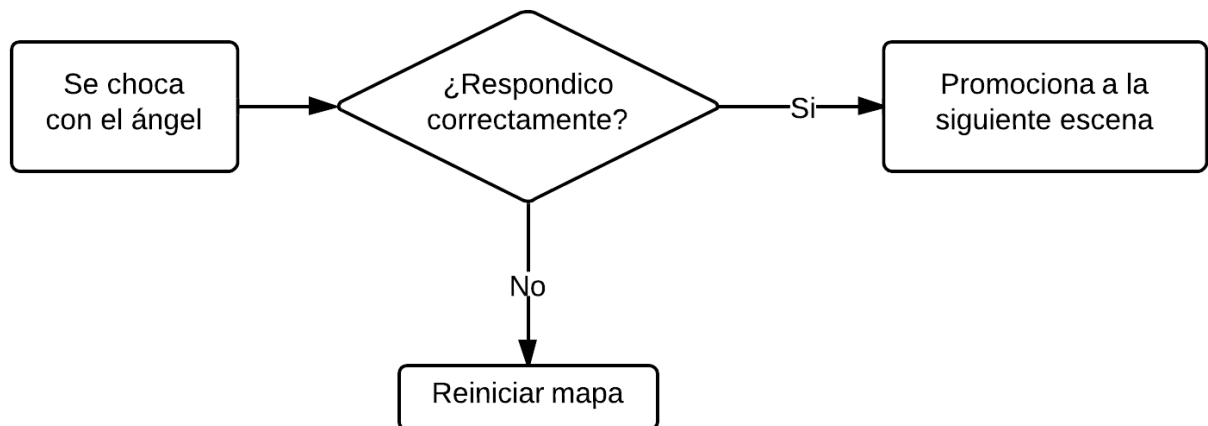 Se choca
con el ángel
¿Respondico
correctamente?
Si
Promociona a la
siguiente escena
No
Reiniciar mapa